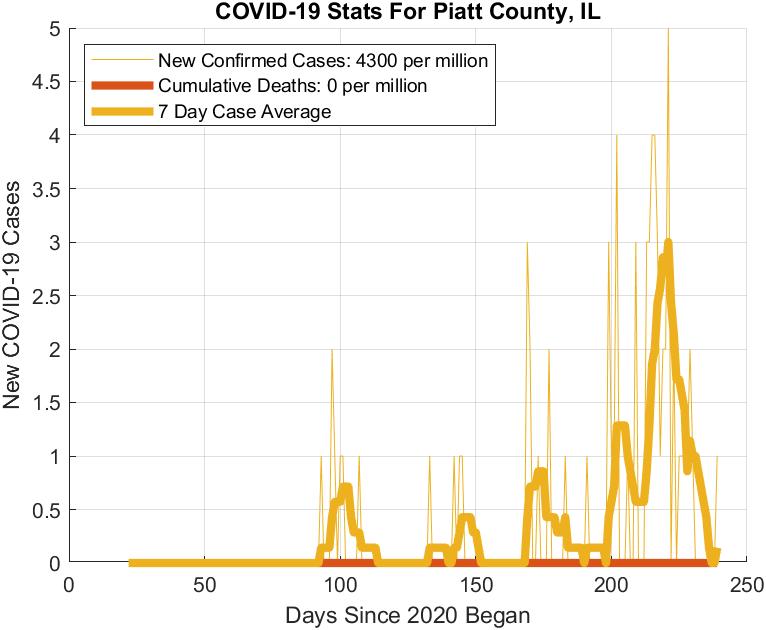 COVID-19 Stats For Piatt County, IL
New Confirmed Cases: 4300 per million
Cumulative Deaths: 0 per million
7 Day Case Average
New COVID-19 Cases
5
4.5
4
3.5
3
2.5
2
1.5
1
0.5
0
0 50 100 150 200 250
Days Since 2020 Began